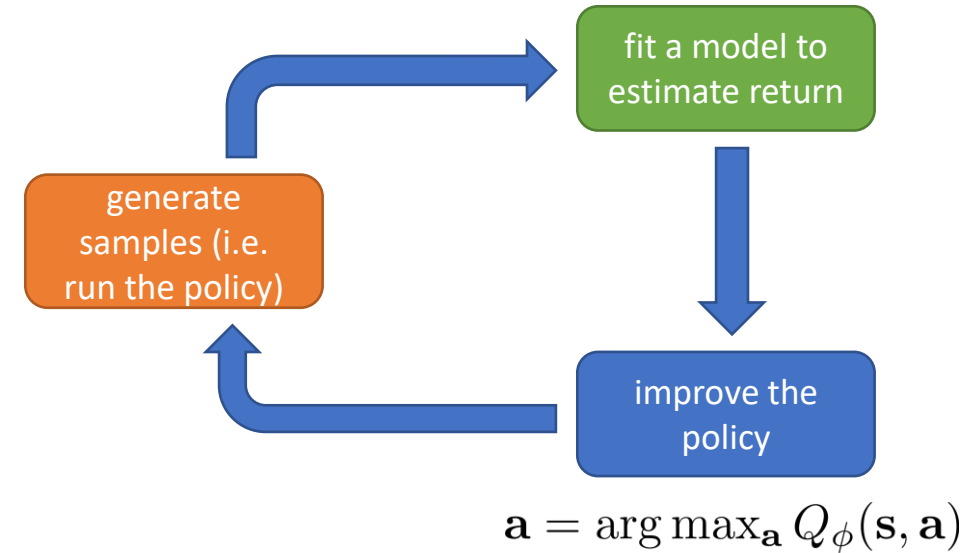 fit a model to
estimate return
generate
samples (i.e.
run the policy)
improve the
policy
𝐚 = arg max_𝐚 Q_ϕ(𝐬, 𝐚)